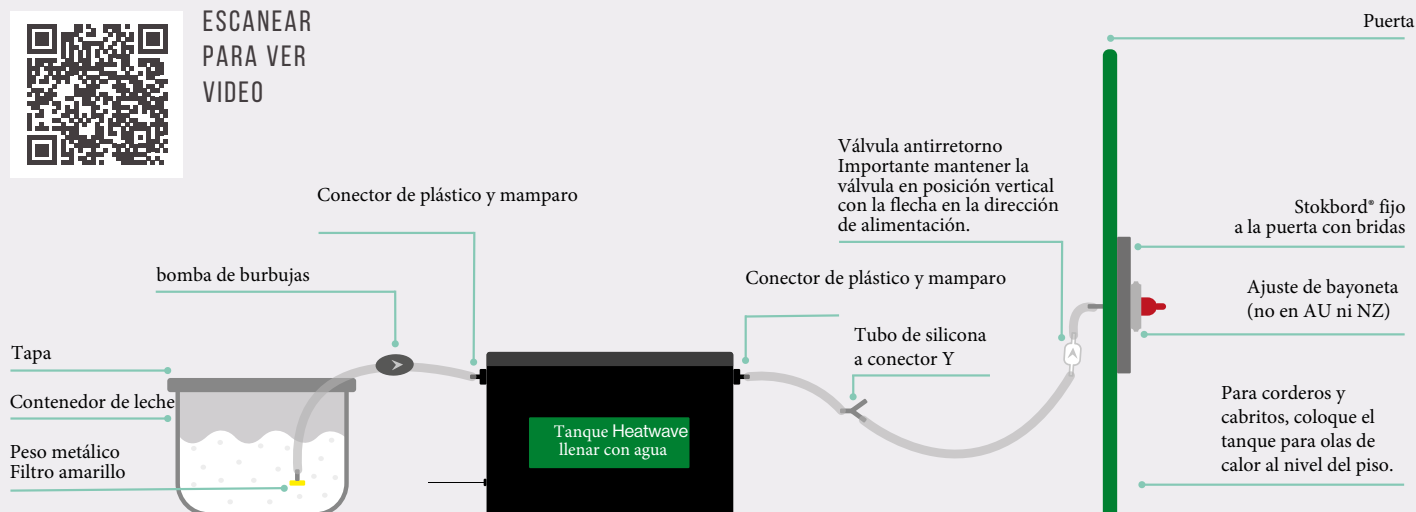 ESCANEAR
PARA VER
VIDEO
Puerta
Válvula antirretorno
Importante mantener la
válvula en posición vertical
con la flecha en la dirección
de alimentación.
Conector de plástico y mamparo
Stokbord® fijo
a la puerta con bridas
bomba de burbujas
Conector de plástico y mamparo
Ajuste de bayoneta
(no en AU ni NZ)
Tubo de silicona
a conector Y
Tapa
Contenedor de leche
Peso metálico
Filtro amarillo
Tanque Heatwave
llenar con agua
Para corderos y
cabritos, coloque el
tanque para olas de
calor al nivel del piso.